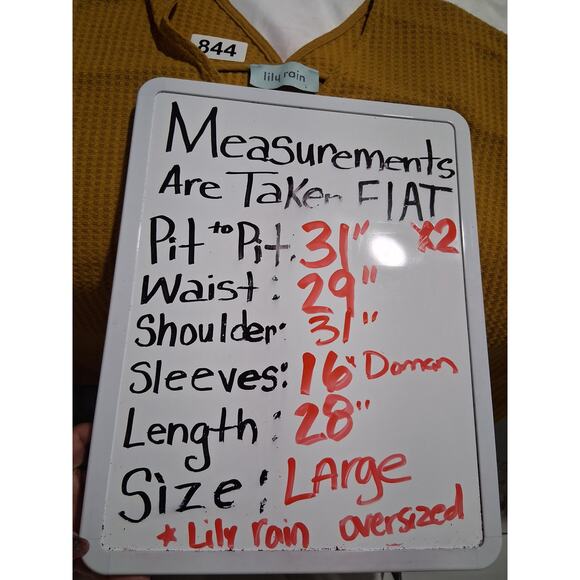 844
lily rain
Measurements
Are Taken FlAT
Pit to Pit: 31" X2
Waist: 29"
Shoulder: 31"
Sleeves: 16" Doman
Length: 28"
Size: LArge
* Lily rain oversized